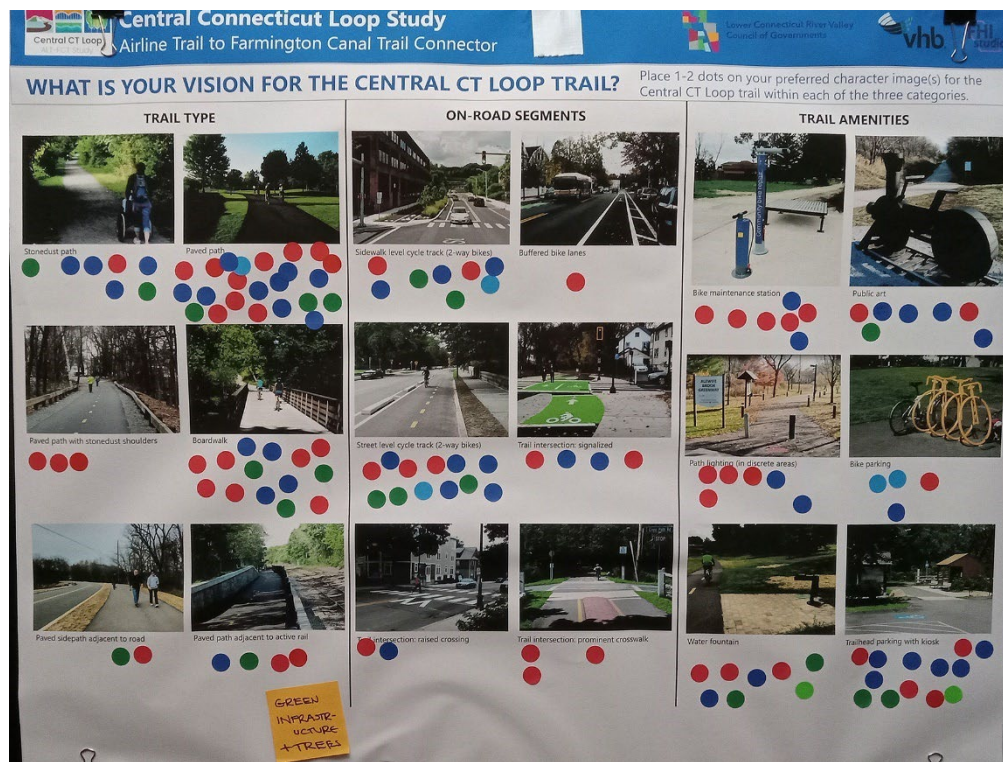 Central Connecticut Loop Study
Airline Trail to Farmington Canal Trail Connector
Central CT Loop
Lower Connecticut River Valley
Council of Governments
vhb
FHI
studio
WHAT IS YOUR VISION FOR THE CENTRAL CT LOOP TRAIL?
Place 1-2 dots on your preferred character image(s) for the
Central CT Loop trail within each of the three categories.
TRAIL TYPE
ON-ROAD SEGMENTS
TRAIL AMENITIES
Stonedust path
Paved path
Sidewalk level cycle track (2-way bikes)
Buffered bike lanes
Bike maintenance station
Public art
Paved path with stonedust shoulders
Boardwalk
Street level cycle track (2-way bikes)
Trail intersection: signalized
Path lighting (in discrete areas)
Bike parking
Paved sidepath adjacent to road
Paved path adjacent to active rail
Trail intersection: raised crossing
Trail intersection: prominent crosswalk
Water fountain
Trailhead parking with kiosk
GREEN
INFRASTR-
UCTURE
+TREES